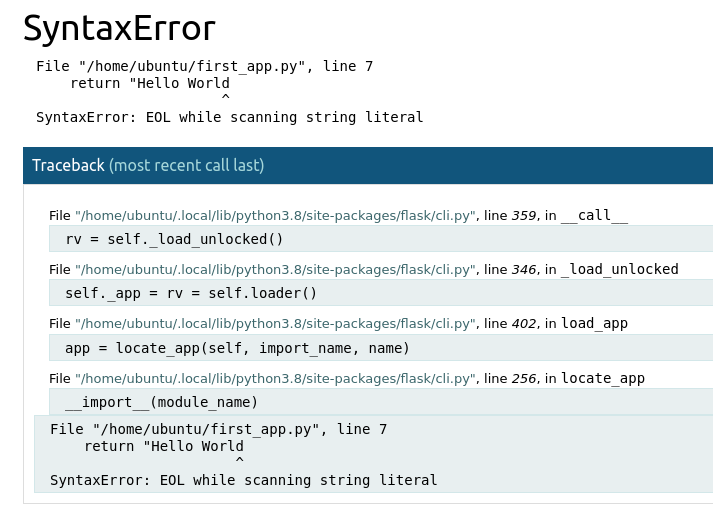 SyntaxError
File "/home/ubuntu/first_app.py", line 7
return "Hello World
^
SyntaxError: EOL while scanning string literal
Traceback (most recent call last)
File "/home/ubuntu/.local/lib/python3.8/site-packages/flask/cli.py", line 359, in __call__
rv = self._load_unlocked()
File "/home/ubuntu/.local/lib/python3.8/site-packages/flask/cli.py", line 346, in _load_unlocked
self._app = rv = self.loader()
File "/home/ubuntu/.local/lib/python3.8/site-packages/flask/cli.py", line 402, in load_app
app = locate_app(self, import_name, name)
File "/home/ubuntu/.local/lib/python3.8/site-packages/flask/cli.py", line 256, in locate_app
__import__(module_name)
File "/home/ubuntu/first_app.py", line 7
return "Hello World
^
SyntaxError: EOL while scanning string literal